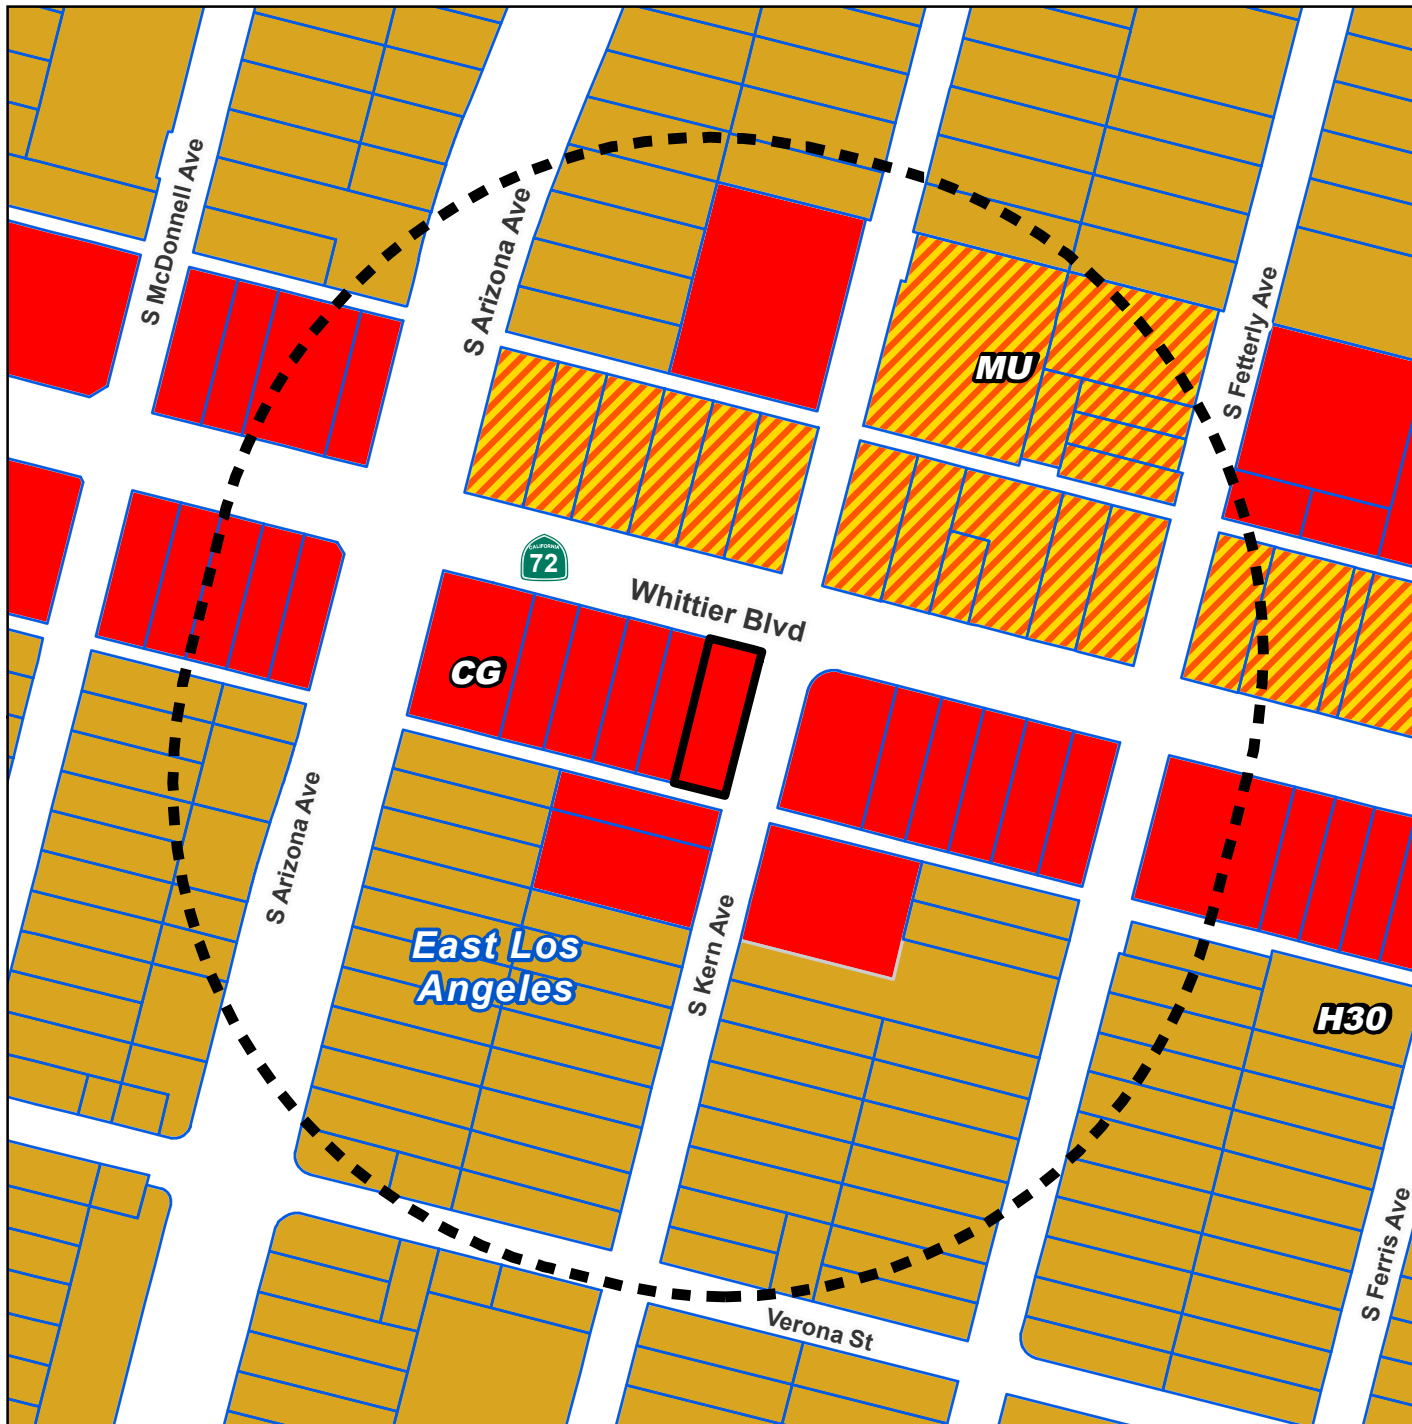 S McDonnell Ave
S Arizona Ave
S Fetterly Ave
MU
CALIFORNIA
72
Whittier Blvd
CG
S Arizona Ave
S Kern Ave
East Los
Angeles
H30
S Ferris Ave
Verona St